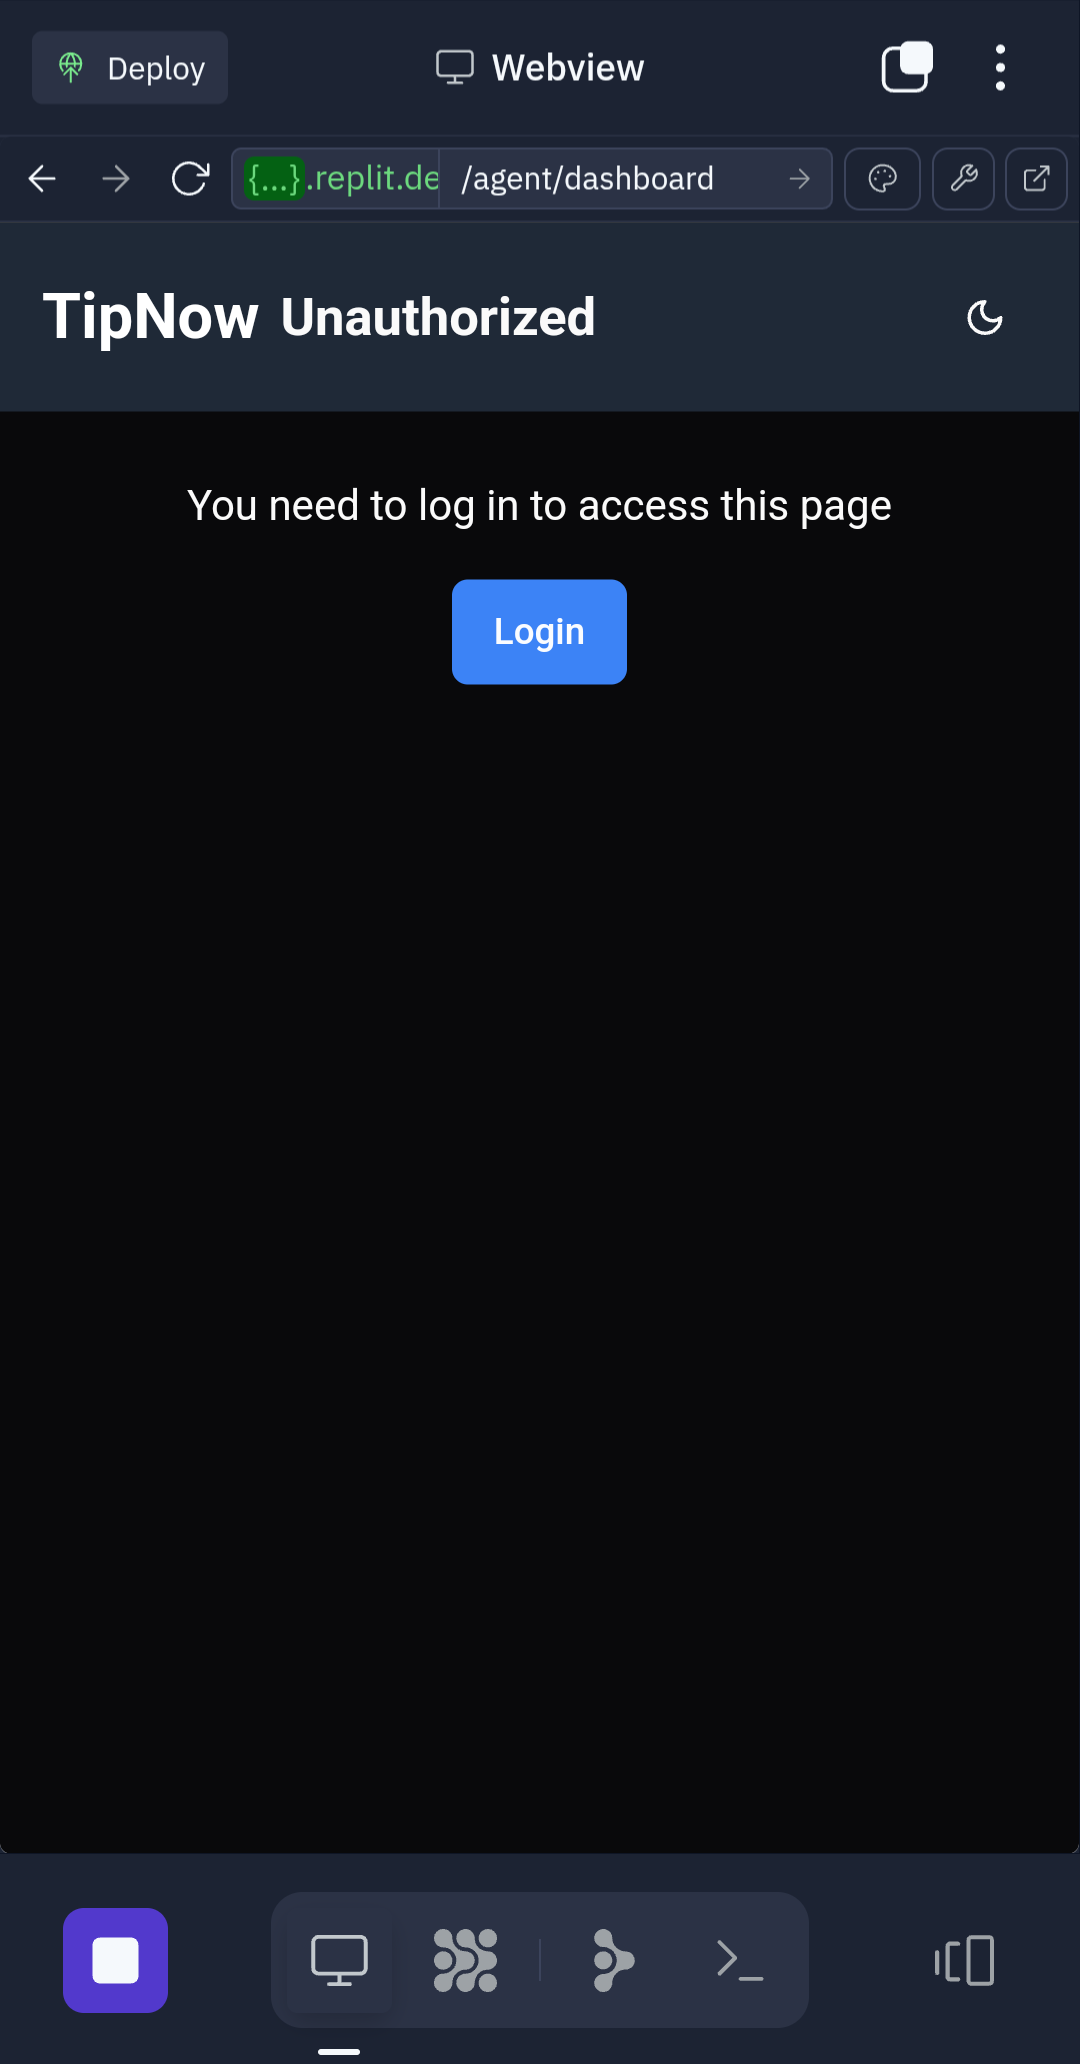 Deploy
Webview
{...}.replit.de /agent/dashboard
TipNow Unauthorized
You need to log in to access this page
Login